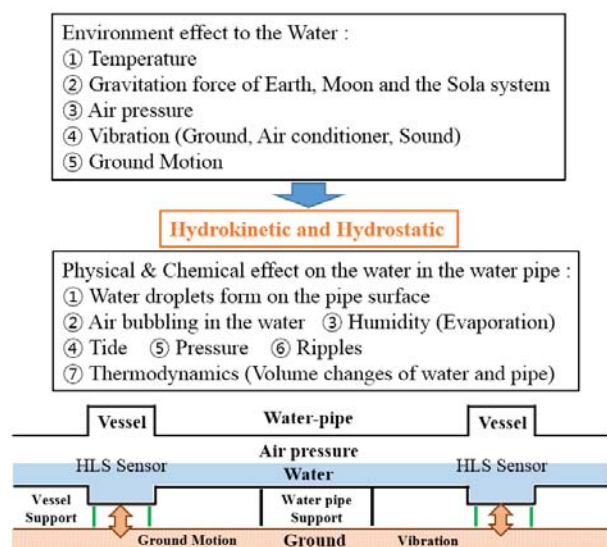 Environment effect to the Water :
① Temperature
② Gravitation force of Earth, Moon and the Sola system
③ Air pressure
④ Vibration (Ground, Air conditioner, Sound)
⑤ Ground Motion
Hydrokinetic and Hydrostatic
Physical & Chemical effect on the water in the water pipe :
① Water droplets form on the pipe surface
② Air bubbling in the water ③ Humidity (Evaporation)
④ Tide ⑤ Pressure ⑥ Ripples
⑦ Thermodynamics (Volume changes of water and pipe)
Vessel Water-pipe Vessel
Air pressure
HLS Sensor Water HLS Sensor
Vessel Water pipe
Support Support
Ground Motion Ground Vibration